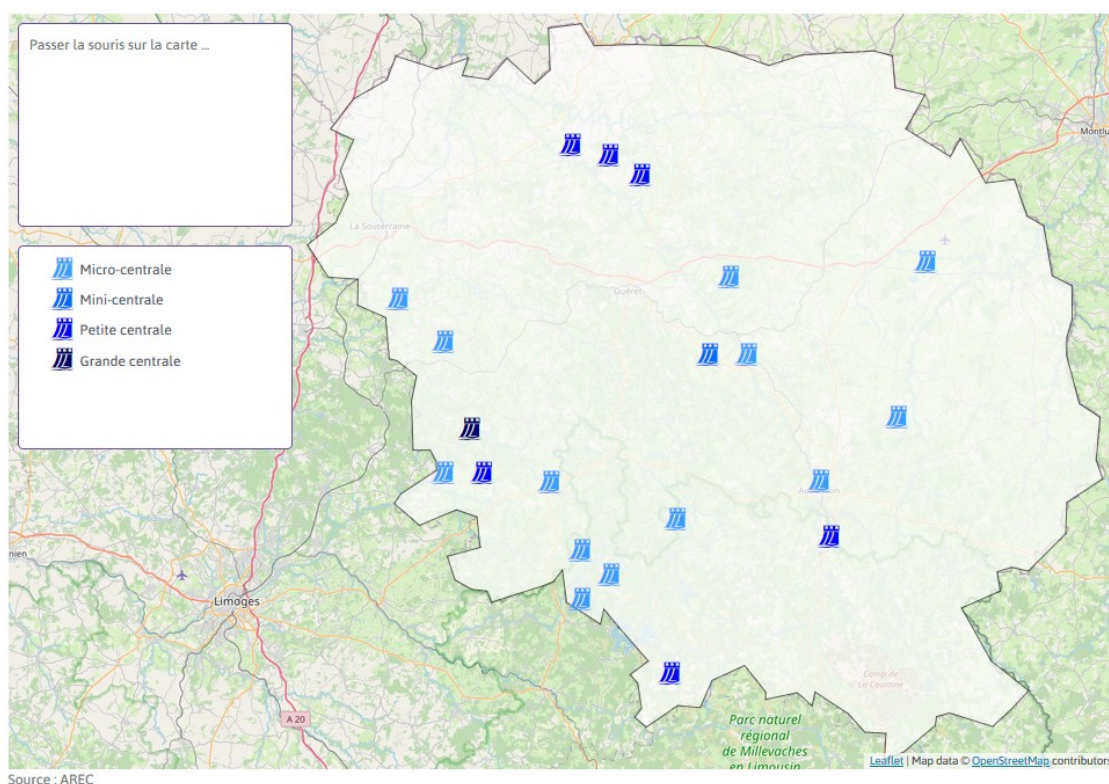 Passer la souris sur la carte ...
Micro-centrale
Mini-centrale
Petite centrale
Grande centrale
Montlu
La Souterraine
Guéret
Limoges
A 20
Camp de
La Courtine
Parc naturel
régional
de Millevaches
en Limousin
Leaflet | Map data © OpenStreetMap contributors
Source : AREC